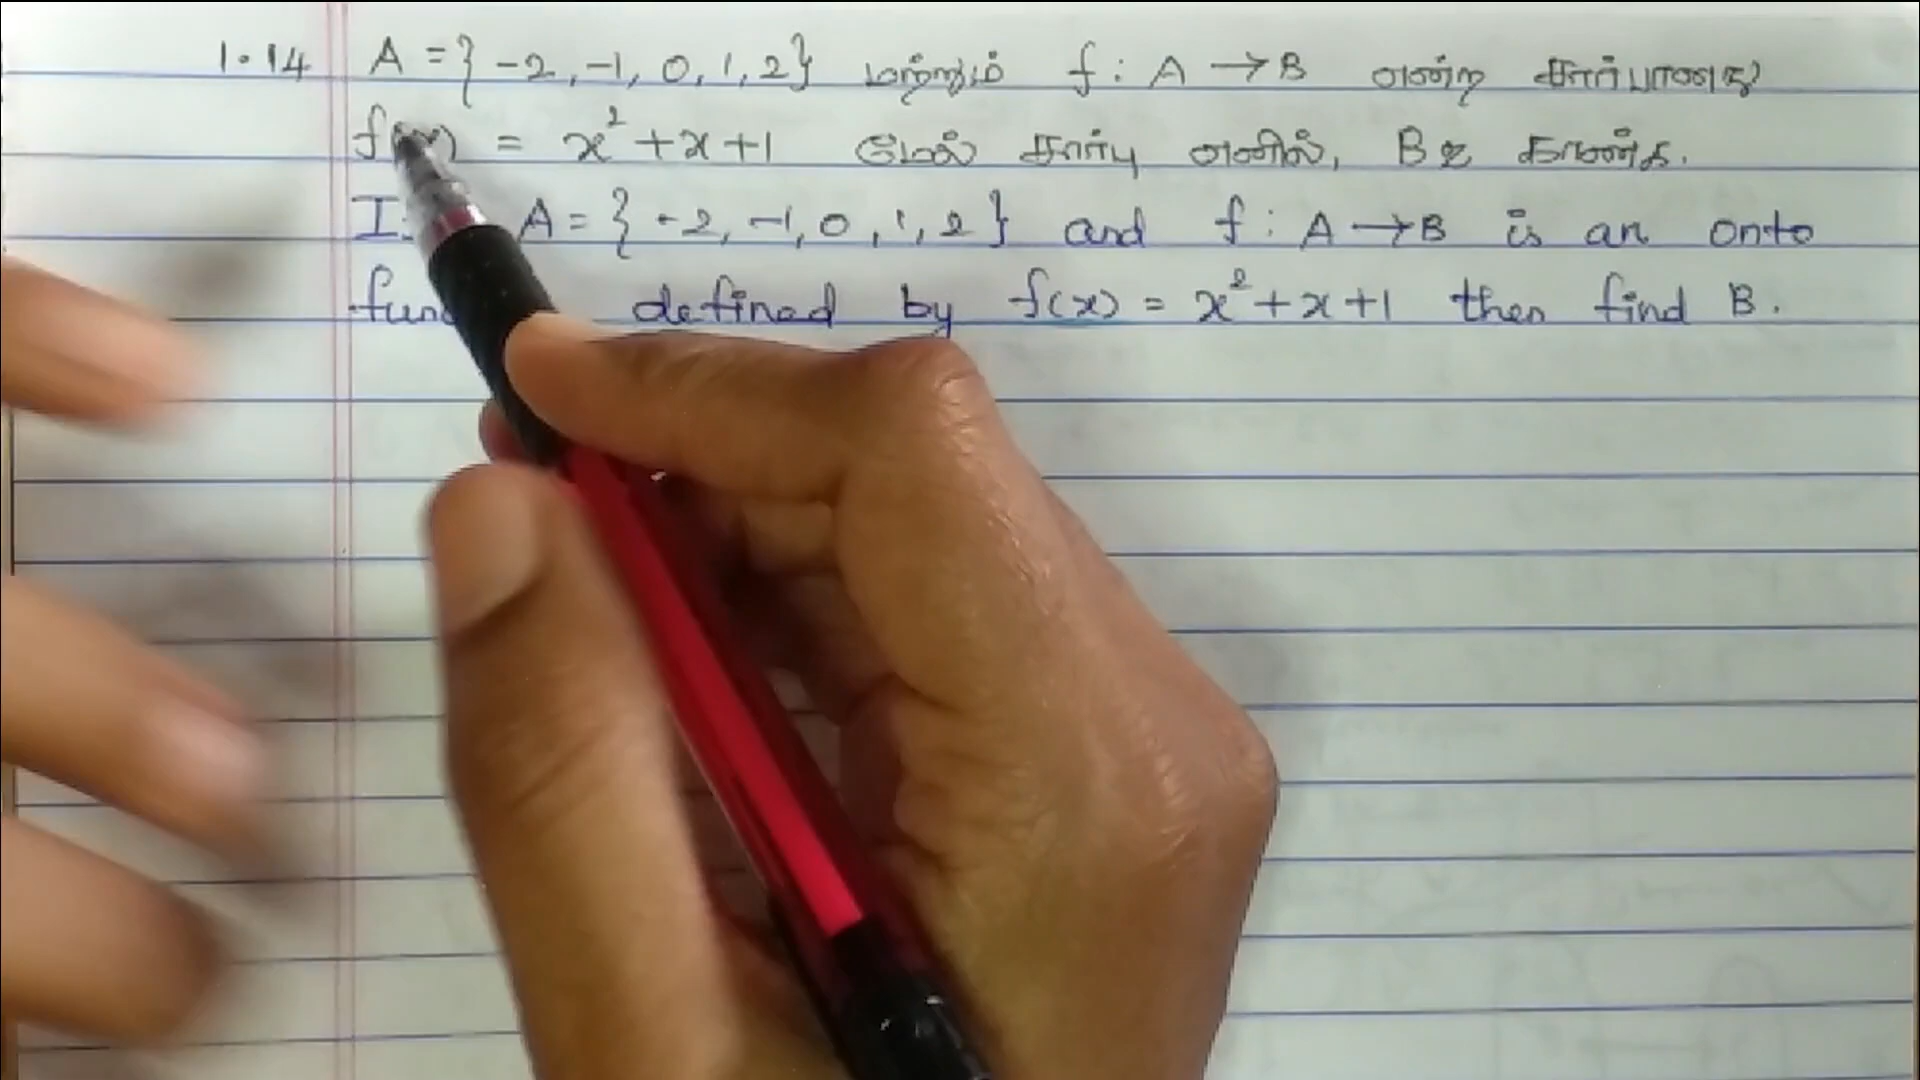 1.14 A = { -2, -1, 0, 1, 2} மற்றும் f : A → B என்ற சார்பானது
f(x) = x² + x + 1 மேல் சார்பு எனில், B ஐ காண்க.
A = { -2, -1, 0, 1, 2 } and f : A → B is an onto
defined by f(x) = x² + x + 1 then find B.